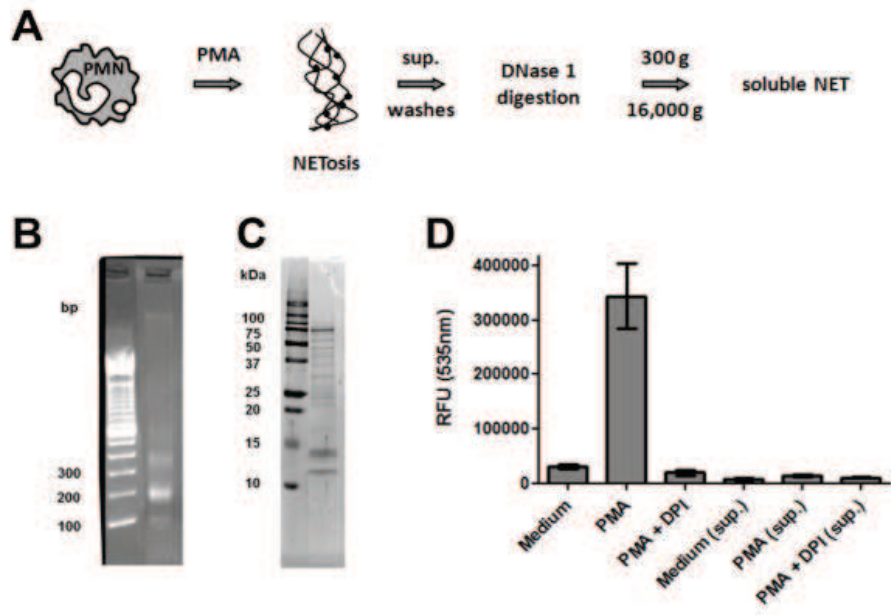 A
PMN
PMA
NETosis
sup.
washes
DNase 1
digestion
300 g
16,000 g
soluble NET
B
bp
300
200
100
C
kDa
100
75
50
37
25
20
15
10
D
RFU (535nm)
400000
300000
200000
100000
0
Medium
PMA
PMA + DPI
Medium (sup.)
PMA (sup.)
PMA + DPI (sup.)